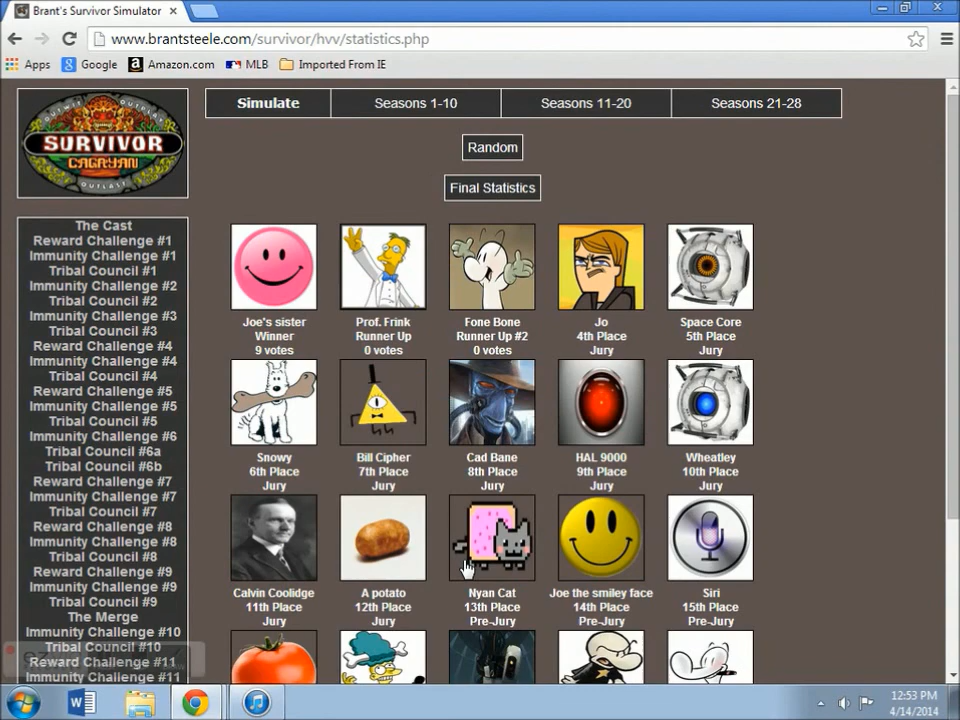 Brant's Survivor Simulator
www.brantsteele.com/survivor/hvv/statistics.php
Apps Google Amazon.com MLB Imported From IE
OUTWIT OUTPLAY
SURVIVOR
CAGAYAN
OUTLAST
Simulate Seasons 1-10 Seasons 11-20 Seasons 21-28
Random
Final Statistics
The Cast
Reward Challenge #1
Immunity Challenge #1
Tribal Council #1
Immunity Challenge #2
Tribal Council #2
Immunity Challenge #3
Tribal Council #3
Reward Challenge #4
Immunity Challenge #4
Tribal Council #4
Reward Challenge #5
Immunity Challenge #5
Tribal Council #5
Immunity Challenge #6
Tribal Council #6a
Tribal Council #6b
Reward Challenge #7
Immunity Challenge #7
Tribal Council #7
Reward Challenge #8
Immunity Challenge #8
Tribal Council #8
Reward Challenge #9
Immunity Challenge #9
Tribal Council #9
The Merge
Immunity Challenge #10
Tribal Council #10
Reward Challenge #11
Immunity Challenge #11
Joe's sister
Winner
9 votes
Prof. Frink
Runner Up
0 votes
Fone Bone
Runner Up #2
0 votes
Jo
4th Place
Jury
Space Core
5th Place
Jury
Snowy
6th Place
Jury
Bill Cipher
7th Place
Jury
Cad Bane
8th Place
Jury
HAL 9000
9th Place
Jury
Wheatley
10th Place
Jury
Calvin Coolidge
11th Place
Jury
A potato
12th Place
Jury
Nyan Cat
13th Place
Pre-Jury
Joe the smiley face
14th Place
Pre-Jury
Siri
15th Place
Pre-Jury
12:53 PM
4/14/2014